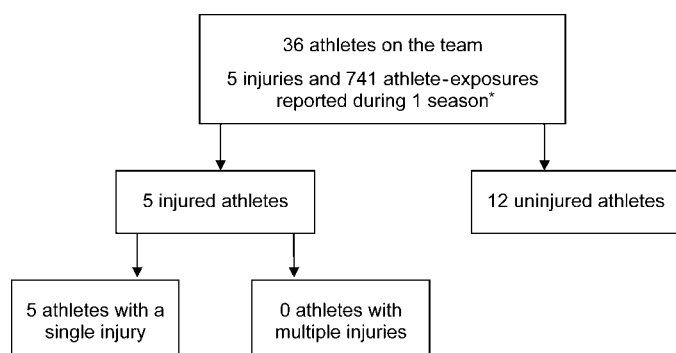 36 athletes on the team
5 injuries and 741 athlete-exposures
reported during 1 season*
5 injured athletes
12 uninjured athletes
5 athletes with a
single injury
0 athletes with
multiple injuries